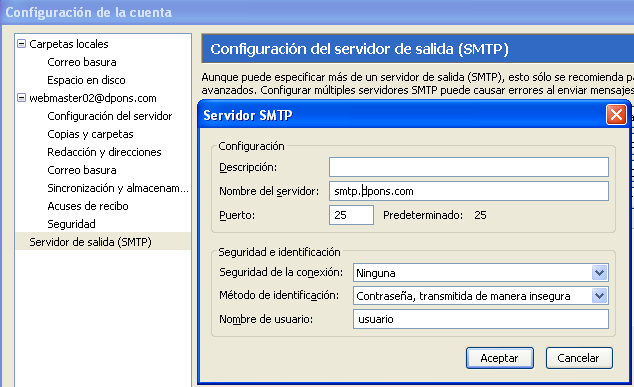 Configuración de la cuenta
Carpetas locales
Correo basura
Espacio en disco
webmaster02@dpons.com
Configuración del servidor
Copias y carpetas
Redacción y direcciones
Correo basura
Sincronización y almacenam...
Acuses de recibo
Seguridad
Servidor de salida (SMTP)
Configuración del servidor de salida (SMTP)
Aunque puede especificar más de un servidor de salida (SMTP), esto sólo se recomienda pa
avanzados. Configurar múltiples servidores SMTP puede causar errores al enviar mensajes
Servidor SMTP
Configuración
Descripción:
Nombre del servidor: smtp.dpons.com
Puerto: 25 Predeterminado: 25
Seguridad e identificación
Seguridad de la conexión: Ninguna
Método de identificación: Contraseña, transmitida de manera insegura
Nombre de usuario: usuario
Aceptar Cancelar